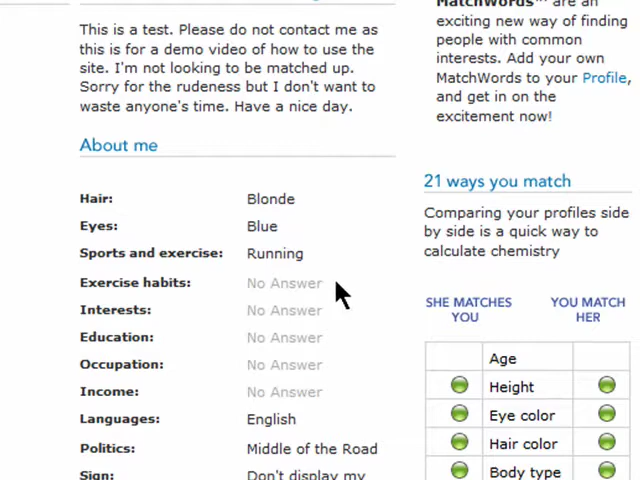 This is a test. Please do not contact me as
this is for a demo video of how to use the
site. I'm not looking to be matched up.
Sorry for the rudeness but I don't want to
waste anyone's time. Have a nice day.
About me
Hair: Blonde
Eyes: Blue
Sports and exercise: Running
Exercise habits: No Answer
Interests: No Answer
Education: No Answer
Occupation: No Answer
Income: No Answer
Languages: English
Politics: Middle of the Road
Sign: Don't display my
MatchWords™ are an
exciting new way of finding
people with common
interests. Add your own
MatchWords to your Profile,
and get in on the
excitement now!
21 ways you match
Comparing your profiles side
by side is a quick way to
calculate chemistry
SHE MATCHES
YOU
YOU MATCH
HER
Age
Height
Eye color
Hair color
Body type